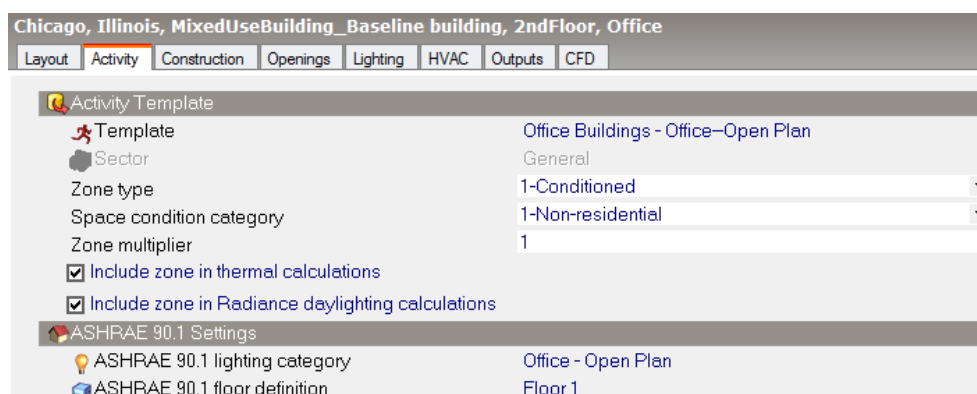 Chicago, Illinois, MixedUseBuilding_Baseline building, 2ndFloor, Office
Layout Activity Construction Openings Lighting HVAC Outputs CFD
Activity Template
Template Office Buildings - Office–Open Plan
Sector General
Zone type 1-Conditioned
Space condition category 1-Non-residential
Zone multiplier 1
Include zone in thermal calculations
Include zone in Radiance daylighting calculations
ASHRAE 90.1 Settings
ASHRAE 90.1 lighting category Office - Open Plan
ASHRAE 90.1 floor definition Floor 1